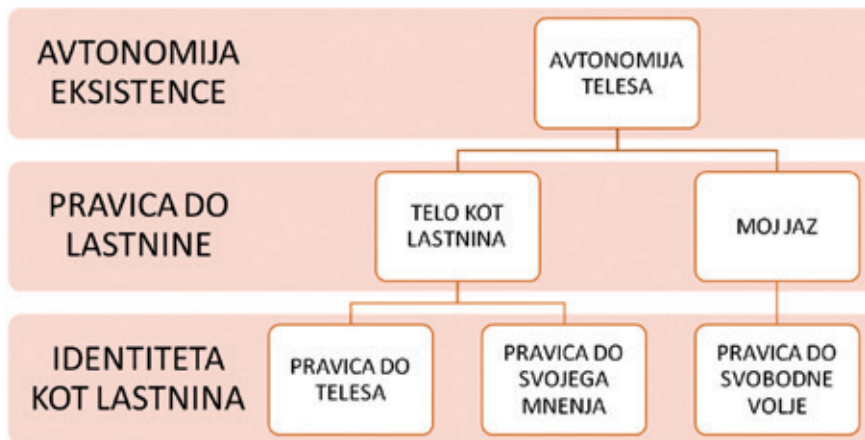 AVTONOMIJA
EKSISTENCE
AVTONOMIJA
TELESA
PRAVICA DO
LASTNINE
TELO KOT
LASTNINA
MOJ JAZ
IDENTITETA
KOT LASTNINA
PRAVICA DO
TELESA
PRAVICA DO
SVOJEGA
MNENJA
PRAVICA DO
SVOBODNE
VOLJE